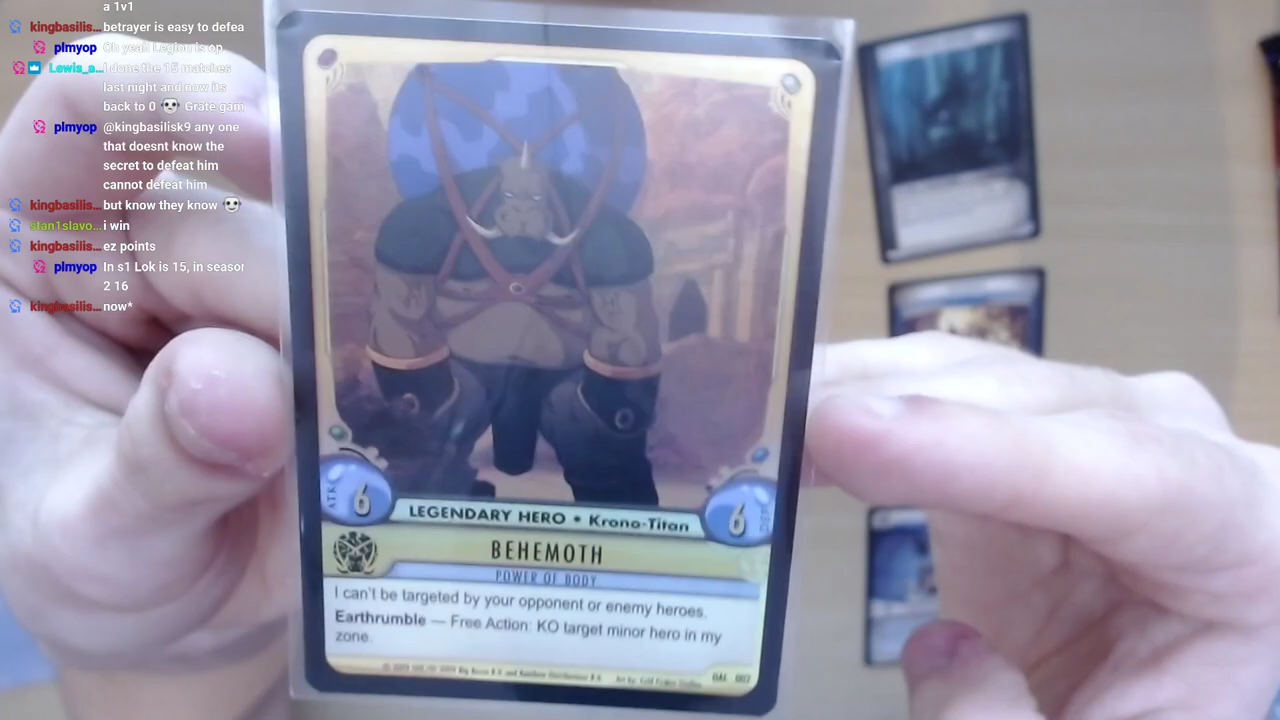 a 1v1
kingbasilis... betrayer is easy to defea
plmyop Oh yeah Legion is op
Lewis_a... I done the 15 matches
last night and now its
back to 0 Grate gam
plmyop @kingbasilisk9 any one
that doesnt know the
secret to defeat him
cannot defeat him
kingbasilis... but know they know
stan1slavo... i win
kingbasilis... ez points
plmyop In s1 Lok is 15, in season
2 16
kingbasilis... now*
ATK 6
LEGENDARY HERO • Krono-Titan
6
BEHEMOTH
POWER OF BODY
I can't be targeted by your opponent or enemy heroes.
Earthrumble — Free Action: KO target minor hero in my
zone.